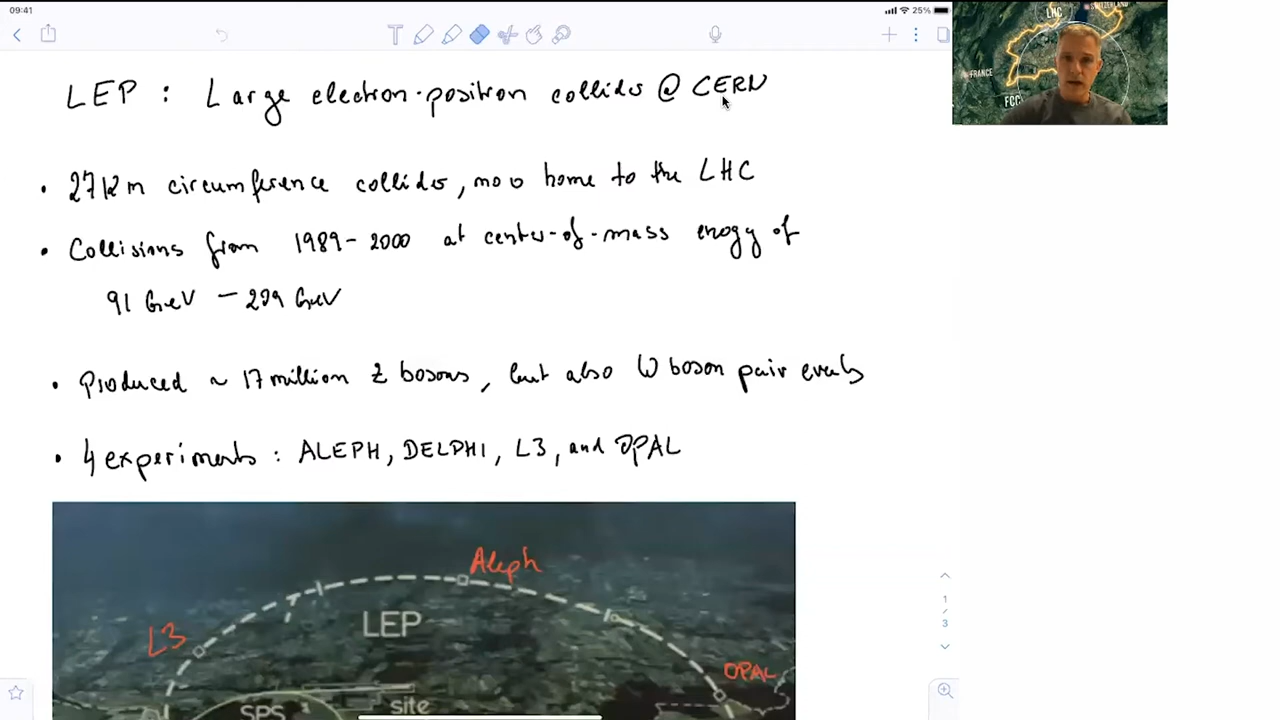 09:41
25%
LHC
SWITZERLAND
FRANCE
FCC
LEP : Large electron-positron collider @ CERN
• 27km circumference collider, now home to the LHC
• Collisions from 1989-2000 at center-of-mass energy of
91 GeV - 209 GeV
• Produced ~ 17 million Z bosons, but also W boson pair events
• 4 experiments : ALEPH, DELPHI, L3, and OPAL
Aleph
LEP
L3
OPAL
SPS
site
1
/
3